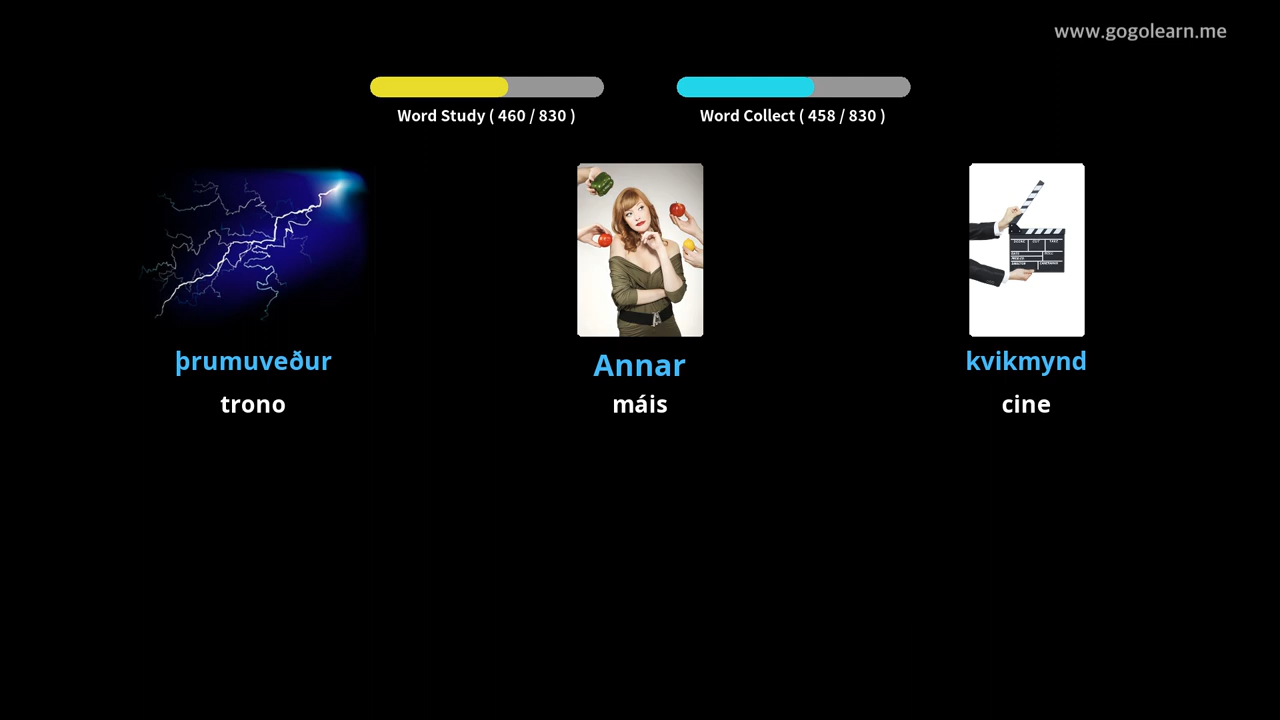 www.gogolearn.me
Word Study ( 460 / 830 )
Word Collect ( 458 / 830 )
þrumuveður
Annar
kvikmynd
trono
máis
cine